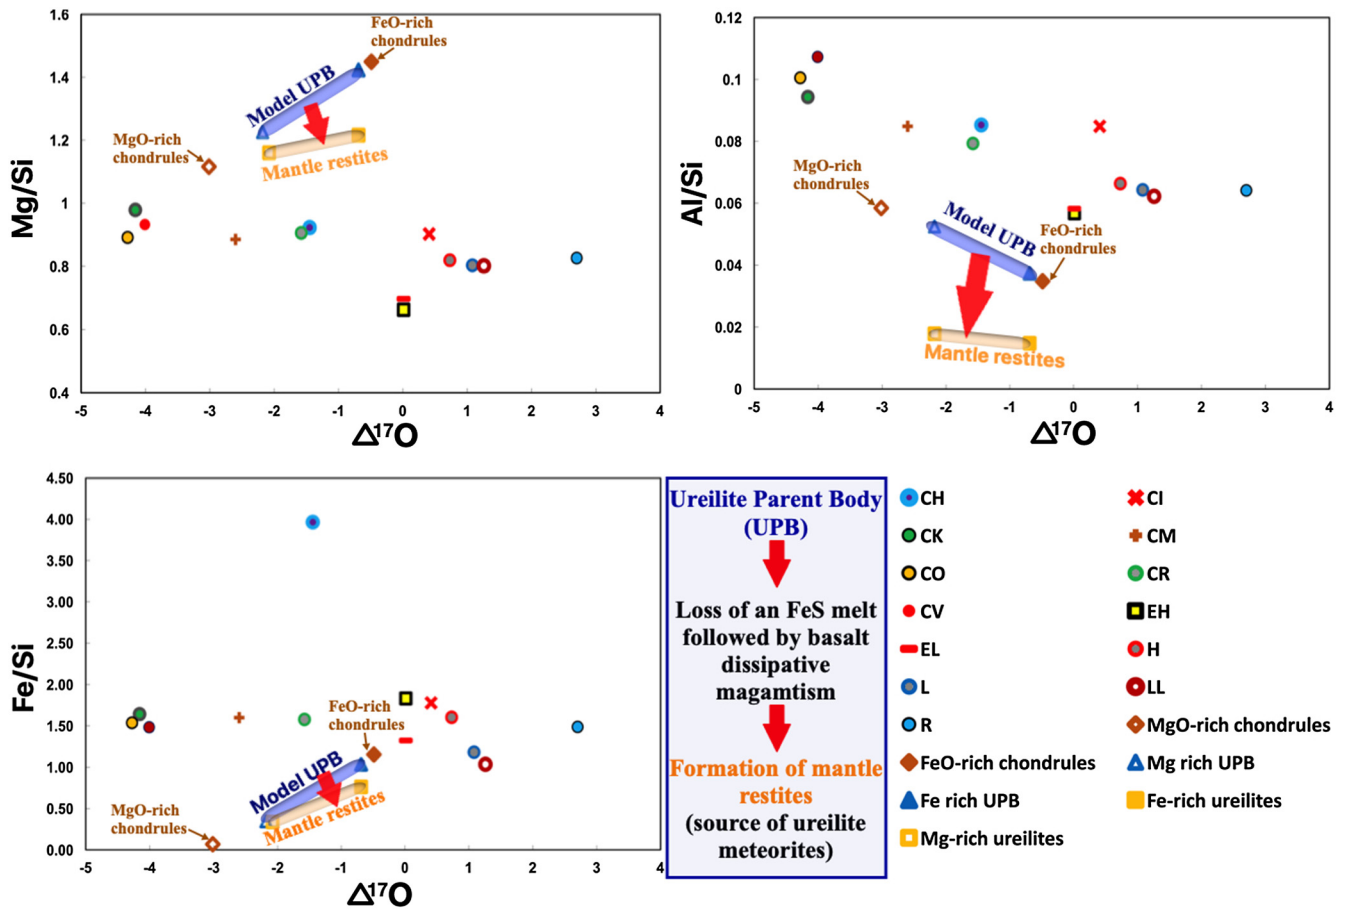 1.6
1.4
1.2
1
0.8
0.6
0.4
Mg/Si
-5 -4 -3 -2 -1 0 1 2 3 4
Δ17O
FeO-rich
chondrules
Model UPB
MgO-rich
chondrules
Mantle restites
0.12
0.1
0.08
0.06
0.04
0.02
0
Al/Si
-5 -4 -3 -2 -1 0 1 2 3 4
Δ17O
MgO-rich
chondrules
Model UPB
FeO-rich
chondrules
Mantle restites
4.50
4.00
3.50
3.00
2.50
2.00
1.50
1.00
0.50
0.00
Fe/Si
-5 -4 -3 -2 -1 0 1 2 3 4
Δ17O
FeO-rich
chondrules
Model UPB
MgO-rich
chondrules
Mantle restites
Ureilite Parent Body
(UPB)
Loss of an FeS melt
followed by basalt
dissipative
magamtism
Formation of mantle
restites
(source of ureilite
meteorites)
CH CI
CK CM
CO CR
CV EH
EL H
L LL
R MgO-rich chondrules
FeO-rich chondrules Mg rich UPB
Fe rich UPB Fe-rich ureilites
Mg-rich ureilites